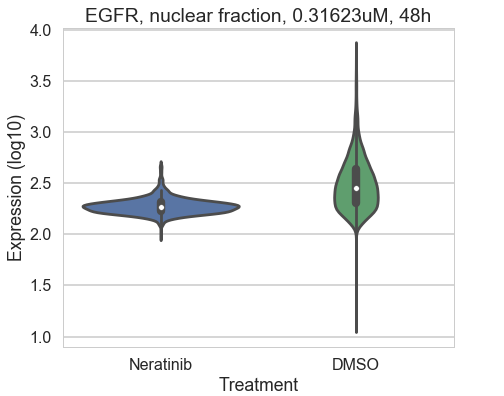 EGFR, nuclear fraction, 0.31623uM, 48h
4.0
3.5
3.0
2.5
2.0
1.5
1.0
Expression (log10)
Neratinib DMSO
Treatment